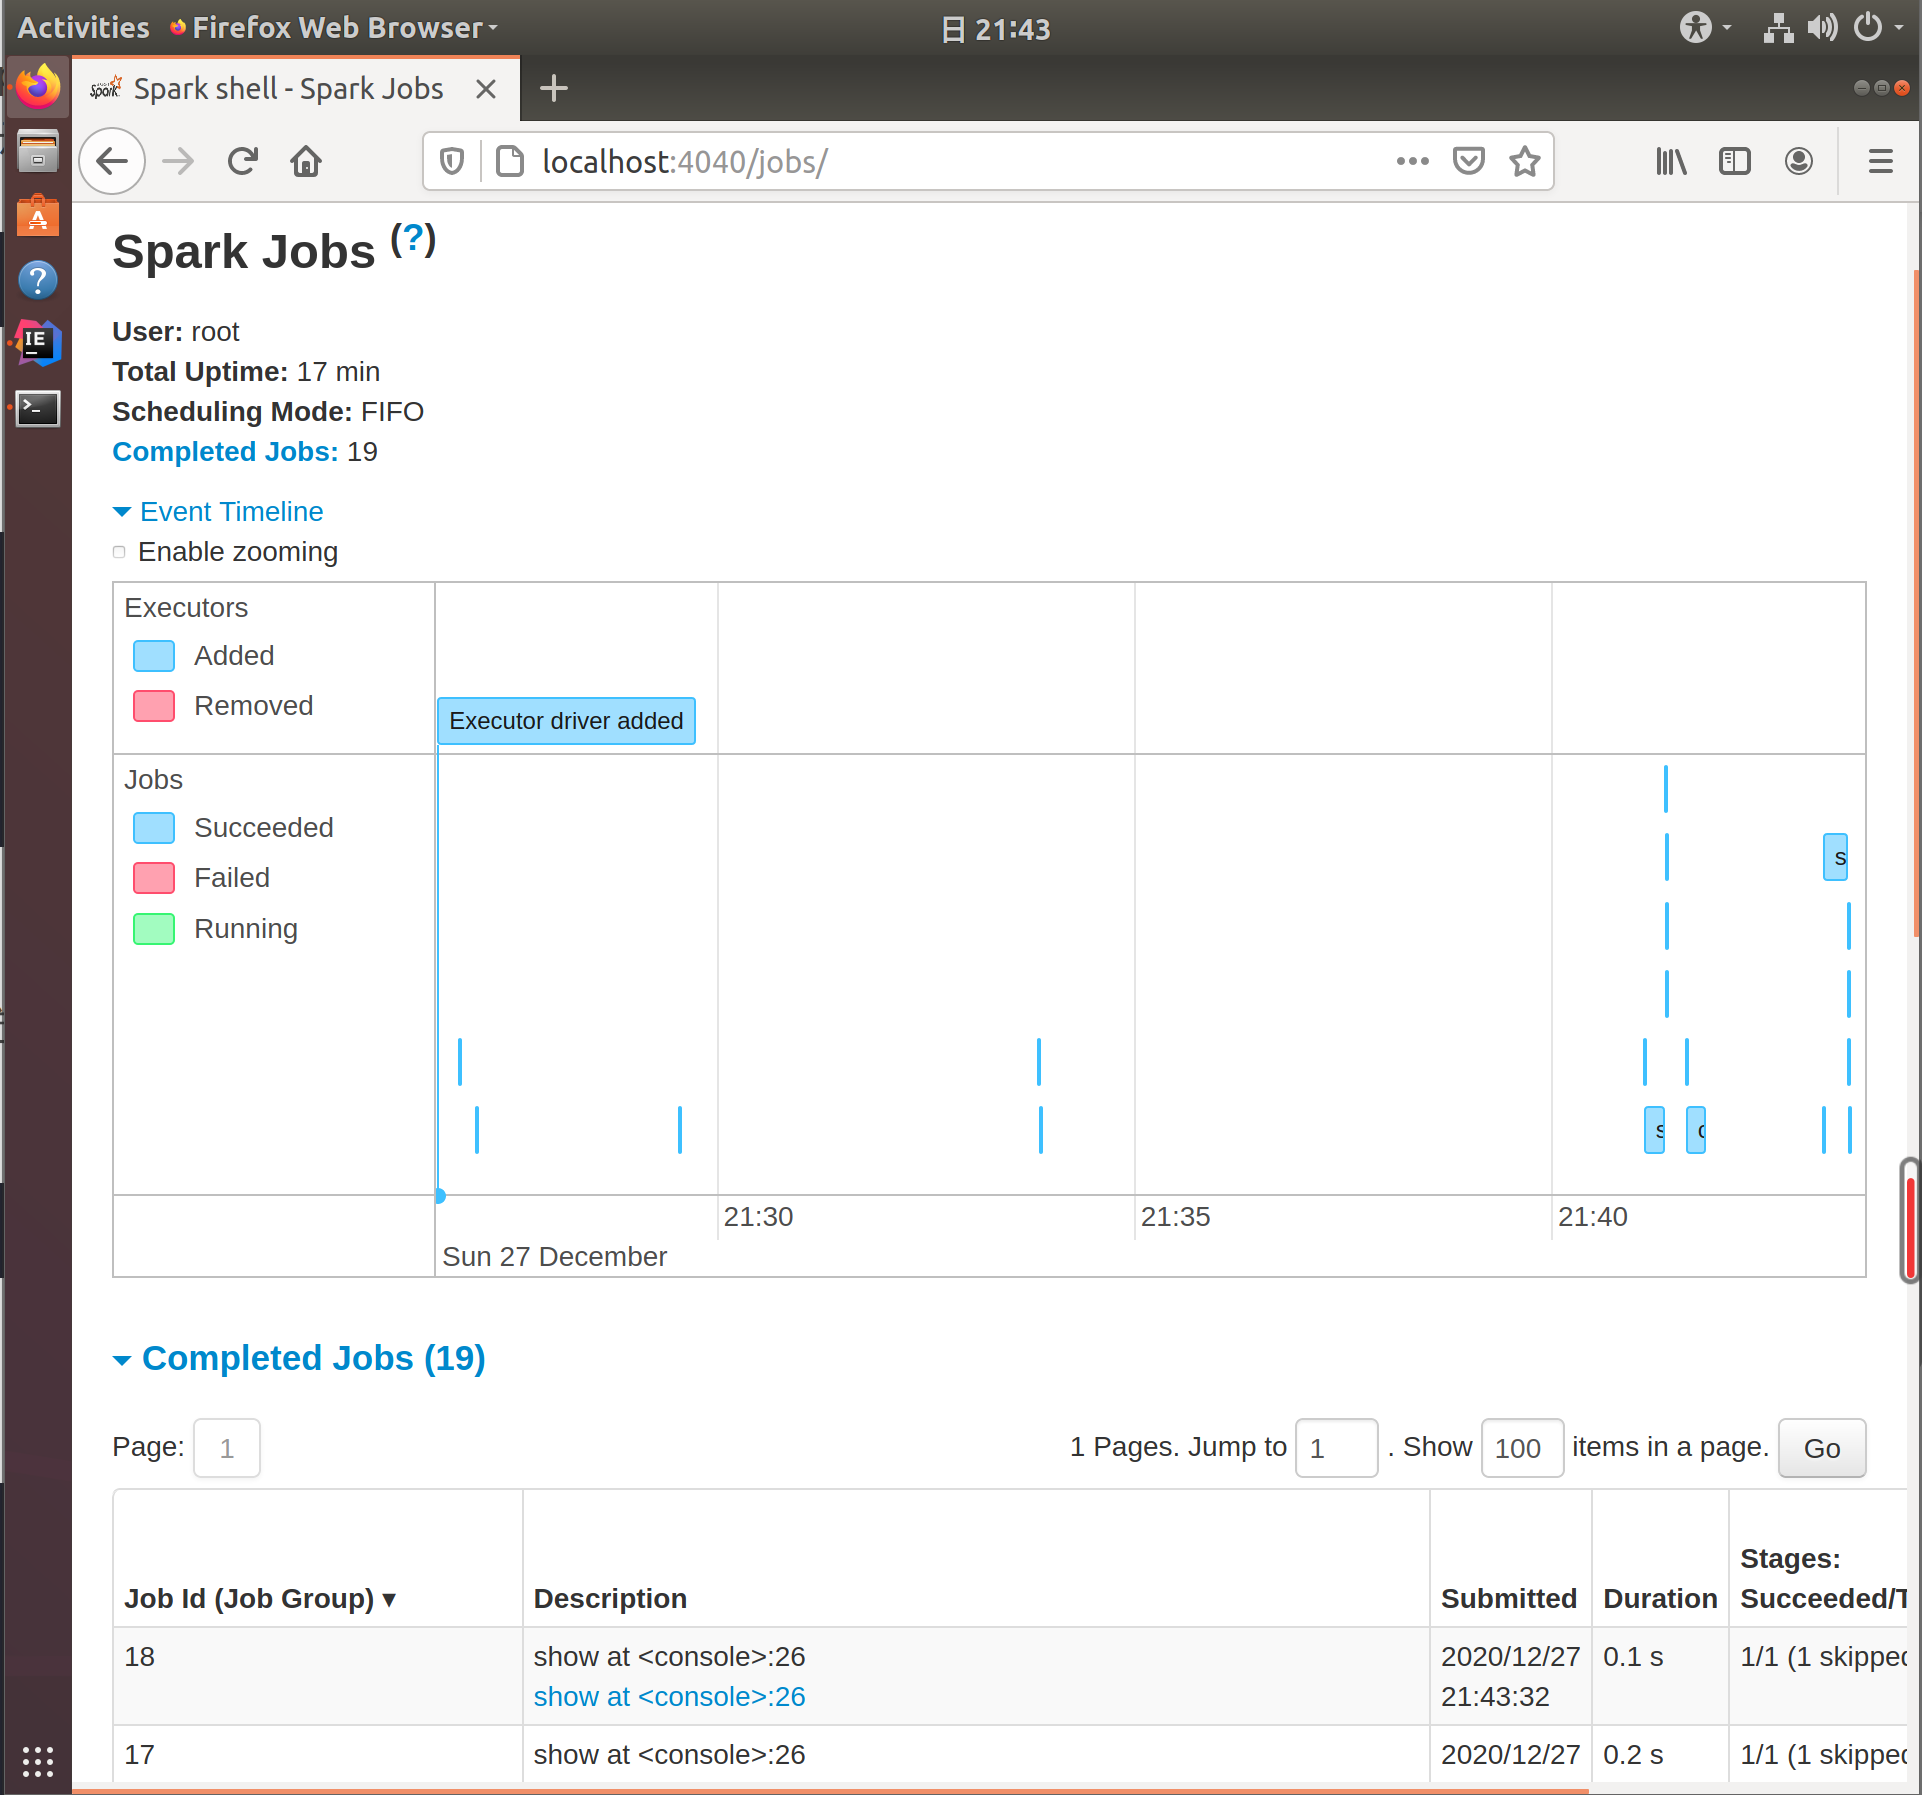 Activities Firefox Web Browser 日 21:43
Spark shell - Spark Jobs
localhost:4040/jobs/
Spark Jobs (?)
User: root
Total Uptime: 17 min
Scheduling Mode: FIFO
Completed Jobs: 19
Event Timeline
Enable zooming
Executors
Added
Removed
Executor driver added
Jobs
Succeeded
Failed
Running
s
s
21:30 21:35 21:40
Sun 27 December
Completed Jobs (19)
Page: 1 1 Pages. Jump to 1 . Show 100 items in a page. Go
Stages:
Job Id (Job Group) ▾ Description Submitted Duration Succeeded/T
18 show at <console>:26 2020/12/27 0.1 s 1/1 (1 skipped
show at <console>:26 21:43:32
17 show at <console>:26 2020/12/27 0.2 s 1/1 (1 skipped